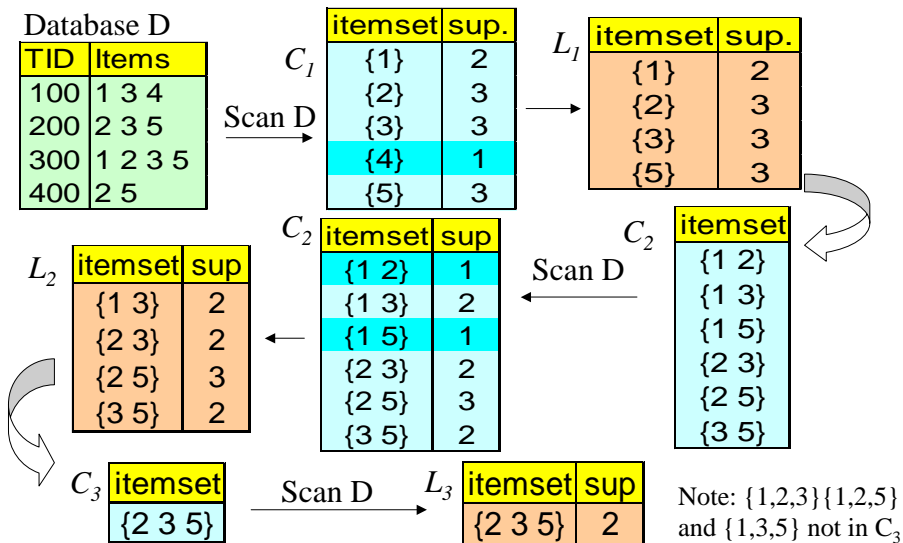 Database D
TID Items
100 1 3 4
200 2 3 5
300 1 2 3 5
400 2 5
Scan D
C1
itemset sup.
{1} 2
{2} 3
{3} 3
{4} 1
{5} 3
L1
itemset sup.
{1} 2
{2} 3
{3} 3
{5} 3
C2
itemset
{1 2}
{1 3}
{1 5}
{2 3}
{2 5}
{3 5}
Scan D
C2
itemset sup
{1 2} 1
{1 3} 2
{1 5} 1
{2 3} 2
{2 5} 3
{3 5} 2
L2
itemset sup
{1 3} 2
{2 3} 2
{2 5} 3
{3 5} 2
C3
itemset
{2 3 5}
Scan D
L3
itemset sup
{2 3 5} 2
Note: {1,2,3}{1,2,5}
and {1,3,5} not in C3